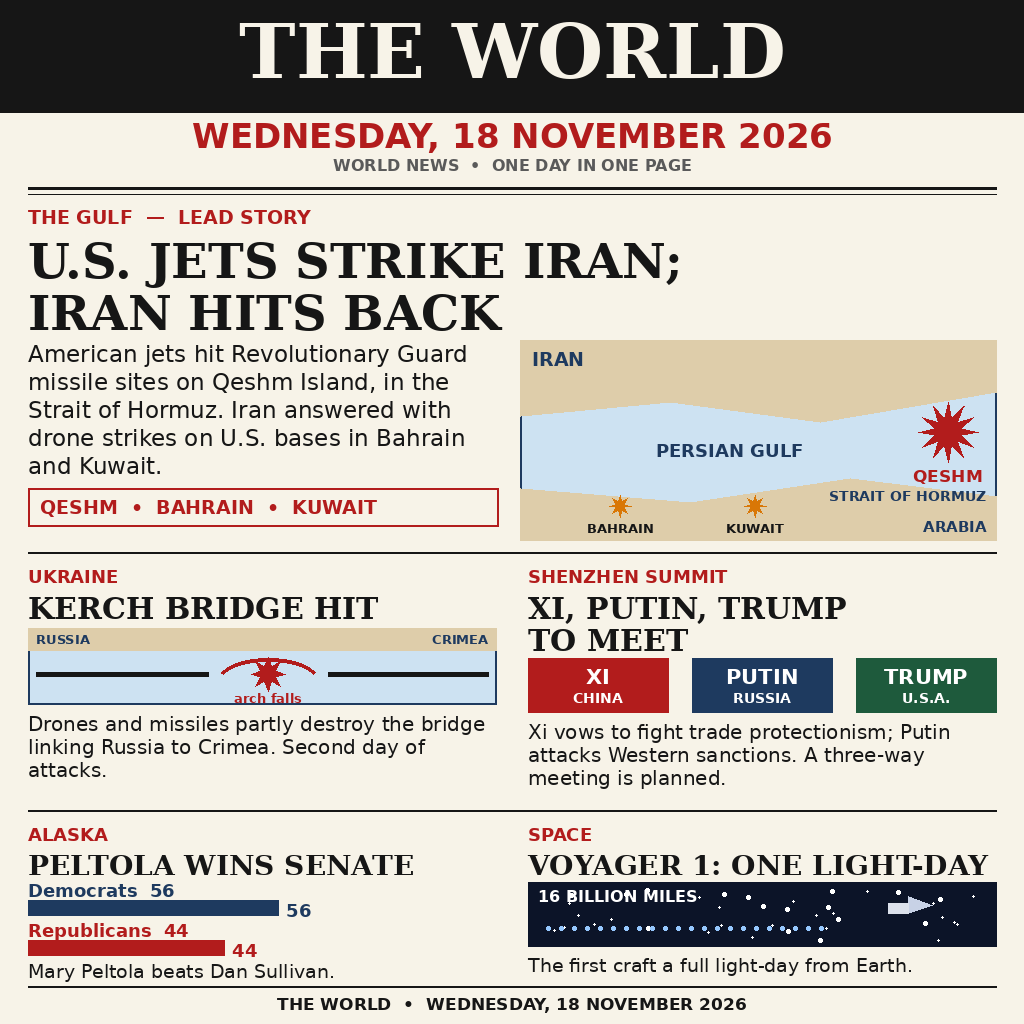 THE WORLD
WEDNESDAY, 18 NOVEMBER 2026
WORLD NEWS • ONE DAY IN ONE PAGE
THE GULF — LEAD STORY
U.S. JETS STRIKE IRAN;
IRAN HITS BACK
American jets hit Revolutionary Guard
missile sites on Qeshm Island, in the
Strait of Hormuz. Iran answered with
drone strikes on U.S. bases in Bahrain
and Kuwait.
QESHM • BAHRAIN • KUWAIT
IRAN
PERSIAN GULF
QESHM
STRAIT OF HORMUZ
BAHRAIN
KUWAIT
ARABIA
UKRAINE
KERCH BRIDGE HIT
RUSSIA
CRIMEA
arch falls
Drones and missiles partly destroy the bridge
linking Russia to Crimea. Second day of
attacks.
SHENZHEN SUMMIT
XI, PUTIN, TRUMP
TO MEET
XI
CHINA
PUTIN
RUSSIA
TRUMP
U.S.A.
Xi vows to fight trade protectionism; Putin
attacks Western sanctions. A three-way
meeting is planned.
ALASKA
PELTOLA WINS SENATE
Democrats 56
56
Republicans 44
44
Mary Peltola beats Dan Sullivan.
SPACE
VOYAGER 1: ONE LIGHT-DAY
16 BILLION MILES
The first craft a full light-day from Earth.
THE WORLD • WEDNESDAY, 18 NOVEMBER 2026